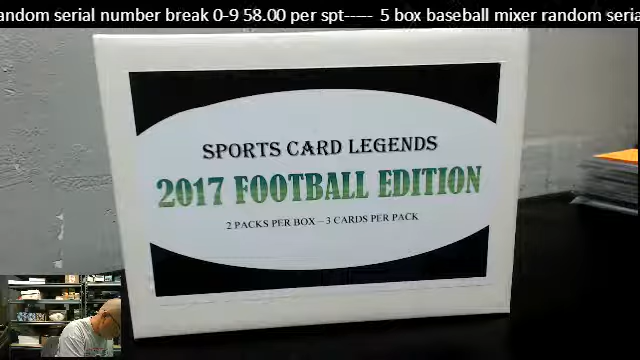 andom serial number break 0-9 58.00 per spt----- 5 box baseball mixer random seria
SPORTS CARD LEGENDS
2017 FOOTBALL EDITION
2 PACKS PER BOX – 3 CARDS PER PACK